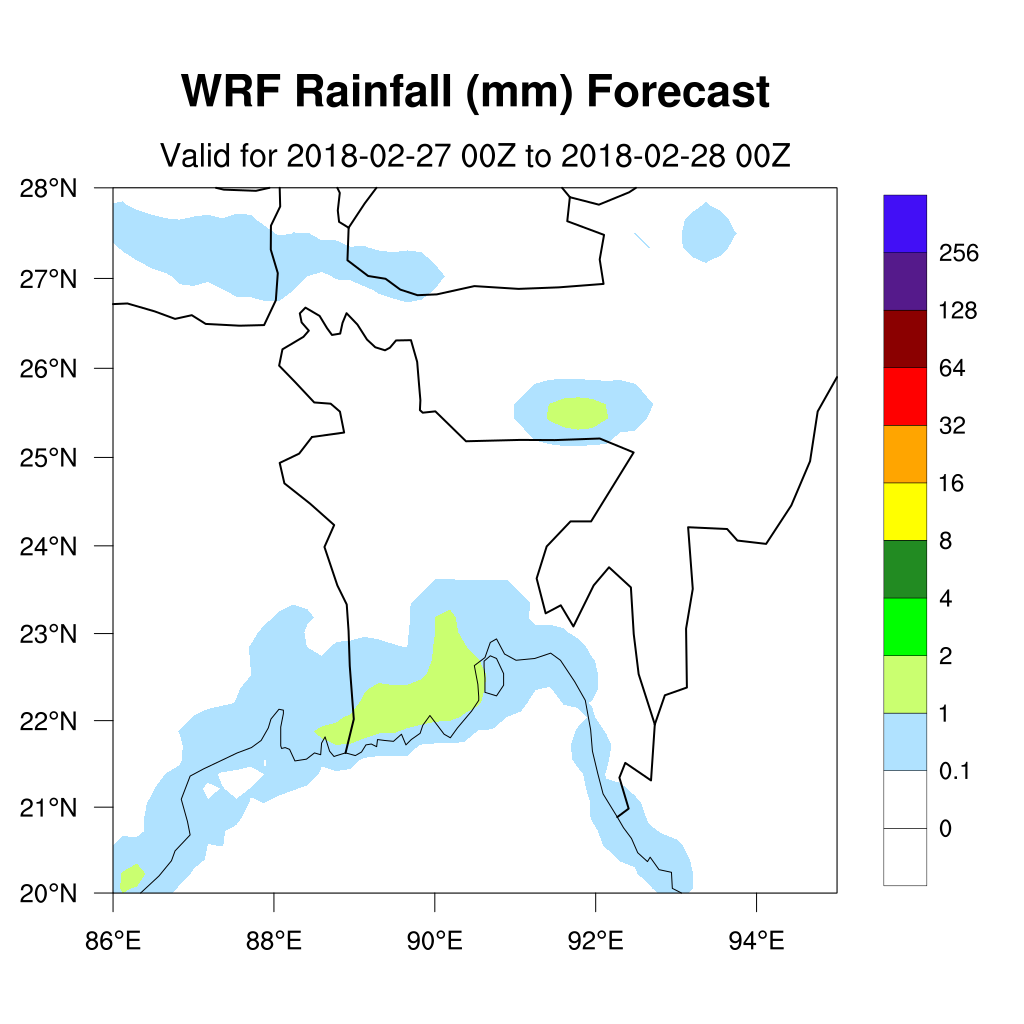 WRF Rainfall (mm) Forecast
Valid for 2018-02-27 00Z to 2018-02-28 00Z
28°N
27°N
26°N
25°N
24°N
23°N
22°N
21°N
20°N
86°E
88°E
90°E
92°E
94°E
256
128
64
32
16
8
4
2
1
0.1
0